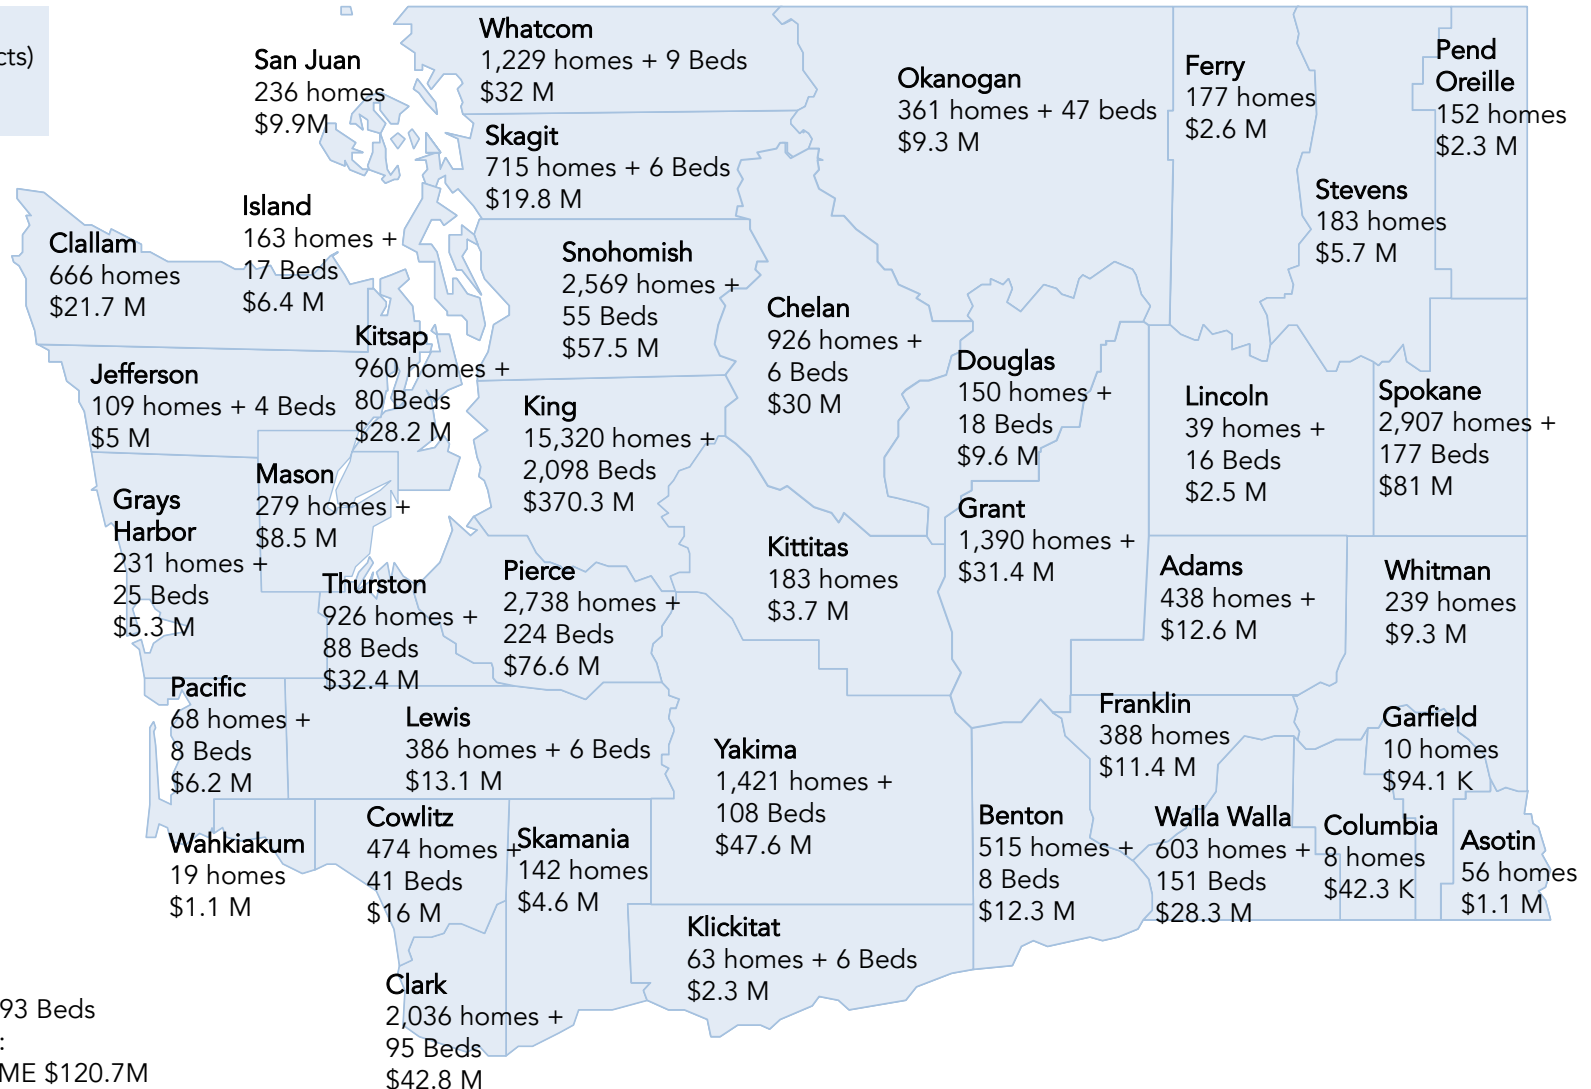 cts)
San Juan
236 homes
$9.9M
Whatcom
1,229 homes + 9 Beds
$32 M
Skagit
715 homes + 6 Beds
$19.8 M
Okanogan
361 homes + 47 beds
$9.3 M
Ferry
177 homes
$2.6 M
Pend
Oreille
152 homes
$2.3 M
Stevens
183 homes
$5.7 M
Island
163 homes +
17 Beds
$6.4 M
Clallam
666 homes
$21.7 M
Snohomish
2,569 homes +
55 Beds
$57.5 M
Chelan
926 homes +
6 Beds
$30 M
Kitsap
960 homes +
80 Beds
$28.2 M
Jefferson
109 homes + 4 Beds
$5 M
King
15,320 homes +
2,098 Beds
$370.3 M
Douglas
150 homes +
18 Beds
$9.6 M
Lincoln
39 homes +
16 Beds
$2.5 M
Spokane
2,907 homes +
177 Beds
$81 M
Mason
279 homes +
$8.5 M
Grays
Harbor
231 homes +
25 Beds
$5.3 M
Grant
1,390 homes +
$31.4 M
Kittitas
183 homes
$3.7 M
Thurston
926 homes +
88 Beds
$32.4 M
Pierce
2,738 homes +
224 Beds
$76.6 M
Adams
438 homes +
$12.6 M
Whitman
239 homes
$9.3 M
Pacific
68 homes +
8 Beds
$6.2 M
Lewis
386 homes + 6 Beds
$13.1 M
Yakima
1,421 homes +
108 Beds
$47.6 M
Franklin
388 homes
$11.4 M
Garfield
10 homes
$94.1 K
Wahkiakum
19 homes
$1.1 M
Cowlitz
474 homes +
41 Beds
$16 M
Skamania
142 homes
$4.6 M
Benton
515 homes +
8 Beds
$12.3 M
Walla Walla
603 homes +
151 Beds
$28.3 M
Columbia
8 homes
$42.3 K
Asotin
56 homes
$1.1 M
Klickitat
63 homes + 6 Beds
$2.3 M
Clark
2,036 homes +
95 Beds
$42.8 M
93 Beds
:
ME $120.7M